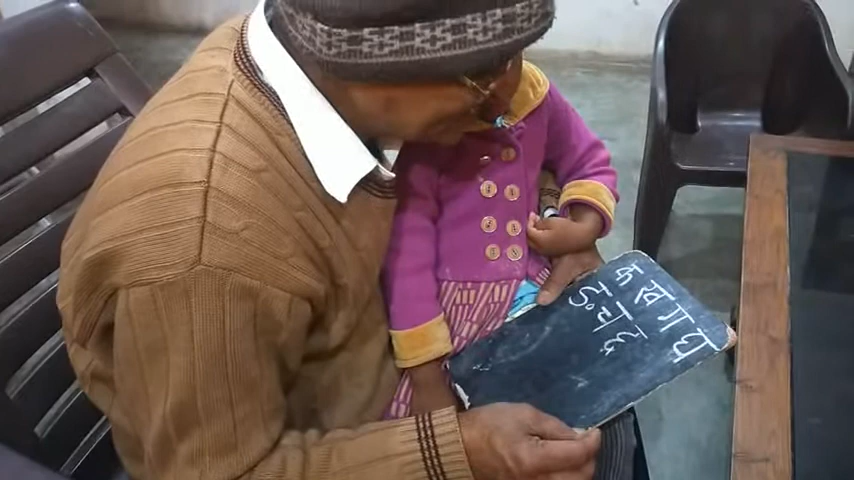 क ख ग घ
ङ च छ